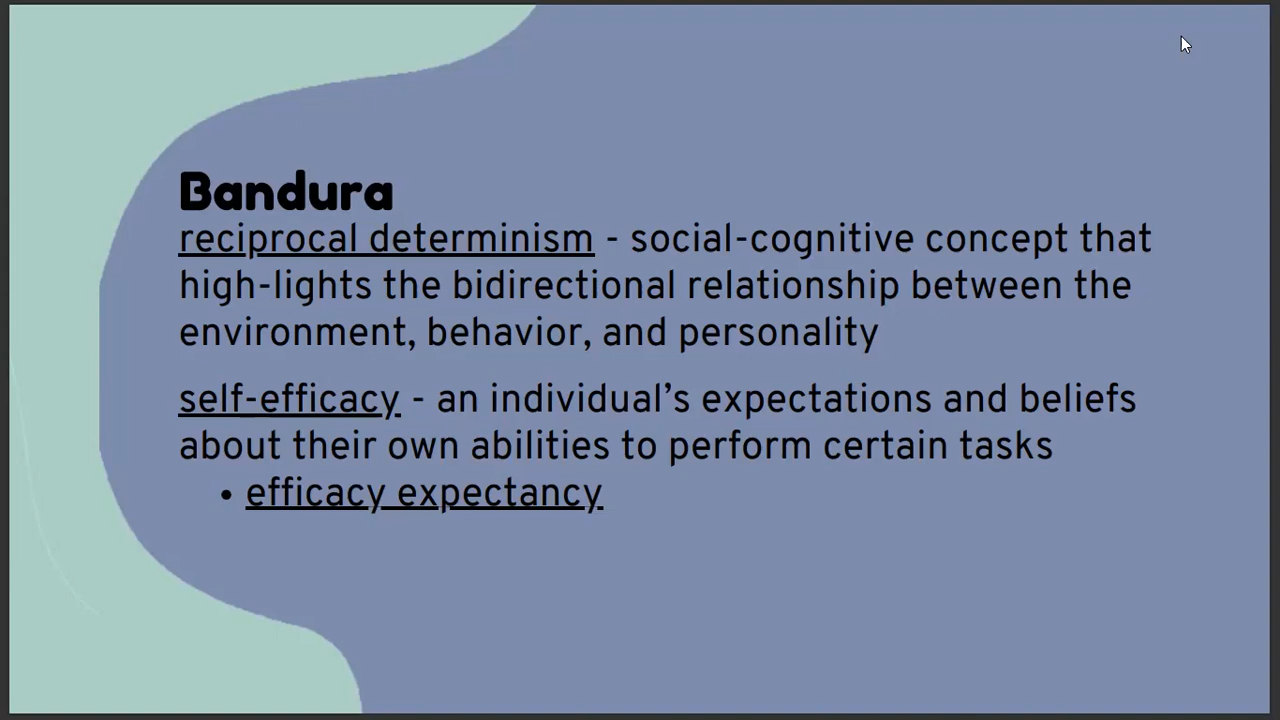 Bandura
reciprocal determinism - social-cognitive concept that
high-lights the bidirectional relationship between the
environment, behavior, and personality
self-efficacy - an individual’s expectations and beliefs
about their own abilities to perform certain tasks
• efficacy expectancy